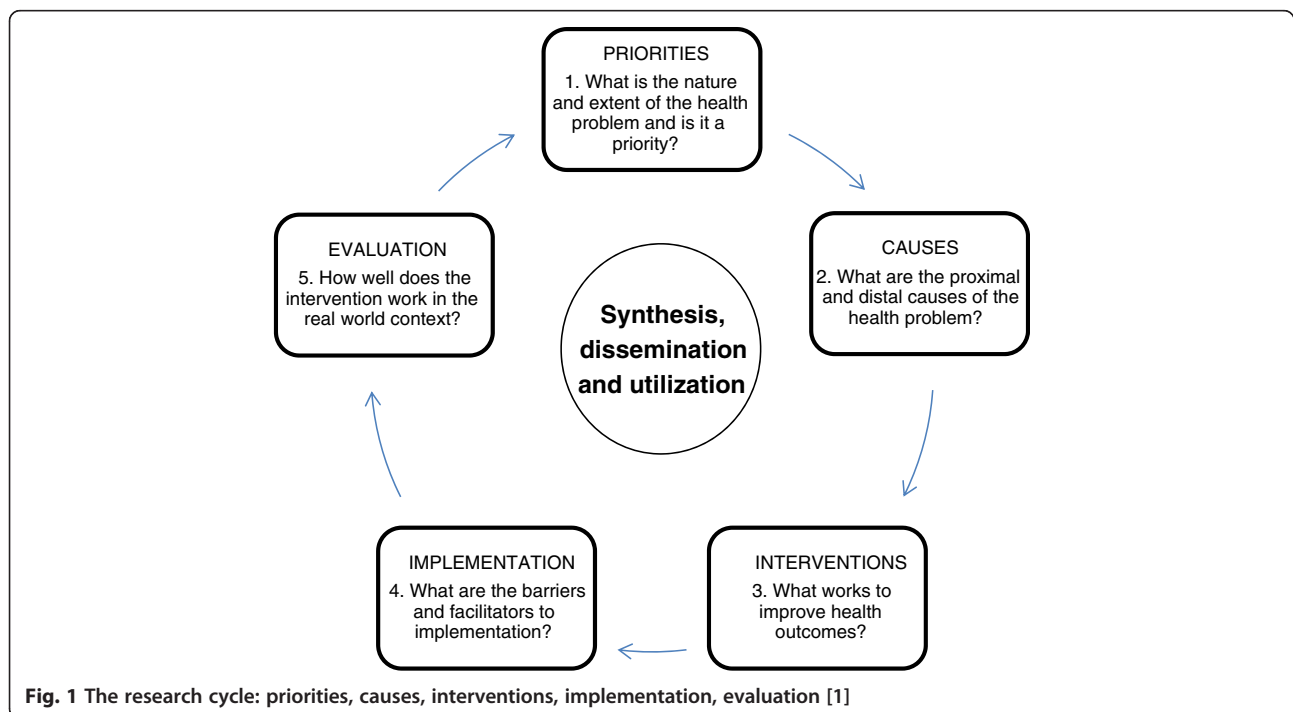 PRIORITIES
1. What is the nature
and extent of the health
problem and is it a
priority?
CAUSES
2. What are the proximal
and distal causes of the
health problem?
INTERVENTIONS
3. What works to
improve health
outcomes?
IMPLEMENTATION
4. What are the barriers
and facilitators to
implementation?
EVALUATION
5. How well does the
intervention work in the
real world context?
Synthesis,
dissemination
and utilization
Fig. 1 The research cycle: priorities, causes, interventions, implementation, evaluation [1]